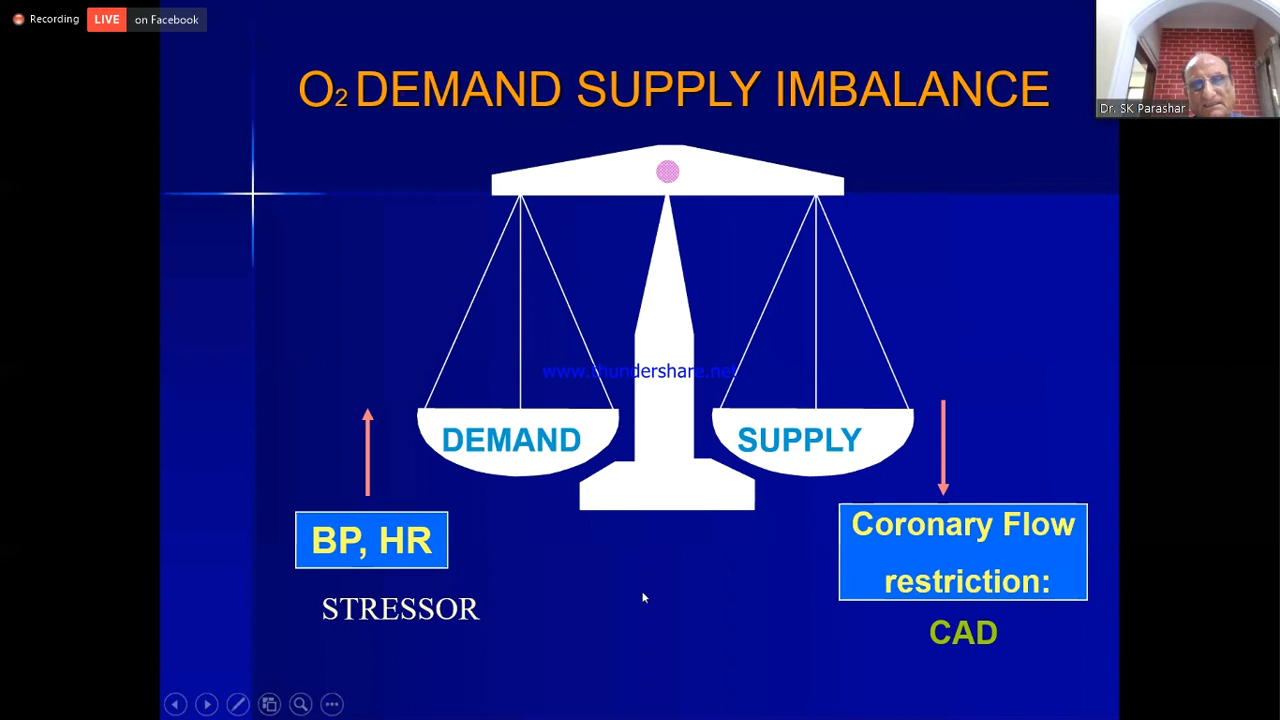 Recording
LIVE on Facebook
Dr. SK Parashar
O2 DEMAND SUPPLY IMBALANCE
www.thundershare.net
DEMAND
SUPPLY
BP, HR
STRESSOR
Coronary Flow
restriction:
CAD